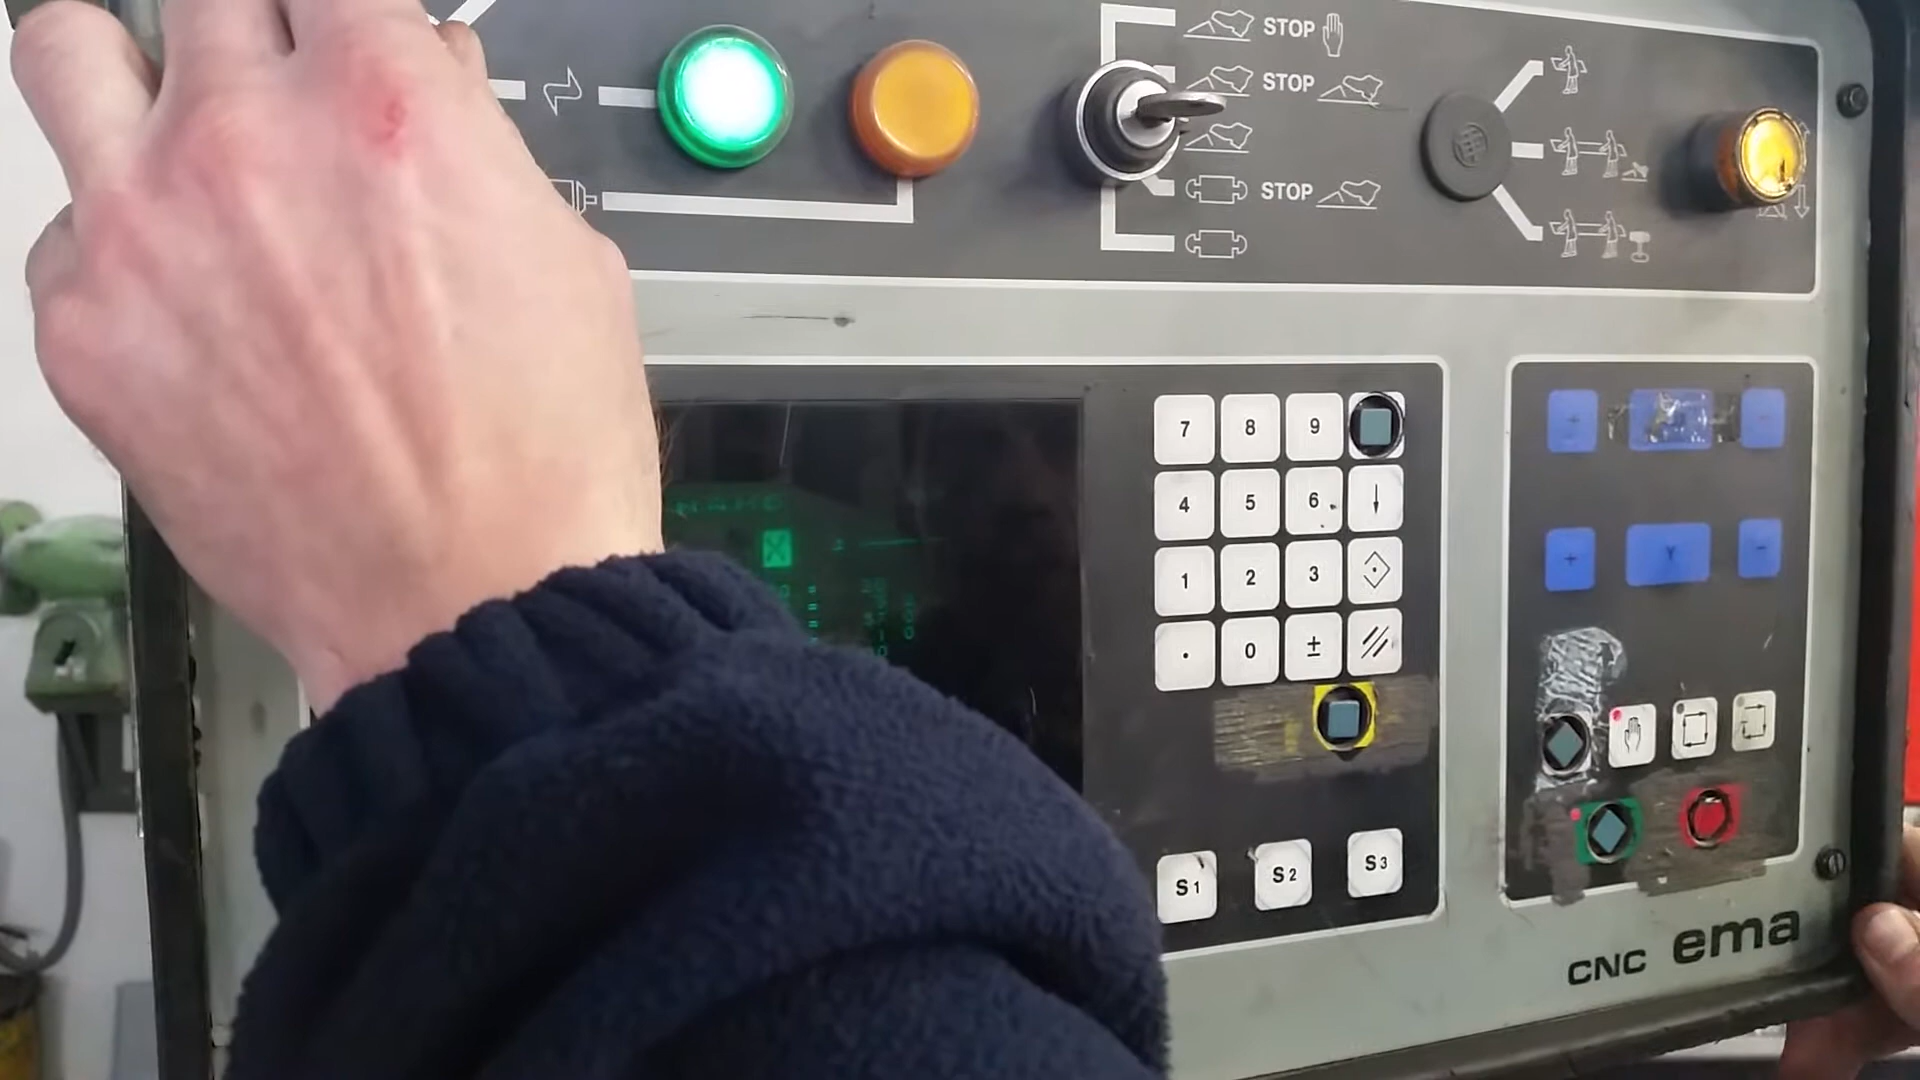 STOP
STOP
STOP
7 8 9
4 5 6
1 2 3
. 0 ±
+ −
+ Y −
S1 S2 S3
CNC ema